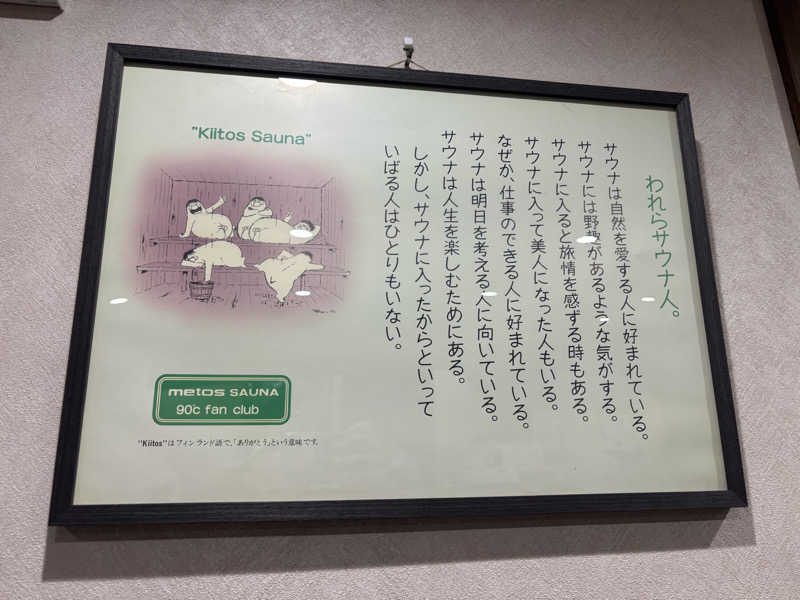 われらサウナ人。
サウナは自然を愛する人に好まれている。
サウナには野趣があるような気がする。
サウナに入ると旅情を感ずる時もある。
サウナに入って美人になった人もいる。
なぜか、仕事のできる人に好まれている。
サウナは明日を考える人に向いている。
サウナは人生を楽しむためにある。
しかし、サウナに入ったからといって
いばる人はひとりもいない。
"Kiitos Sauna"
metos SAUNA
90℃ fan club
"Kiitos"はフィンランド語で、「ありがとう」という意味です。